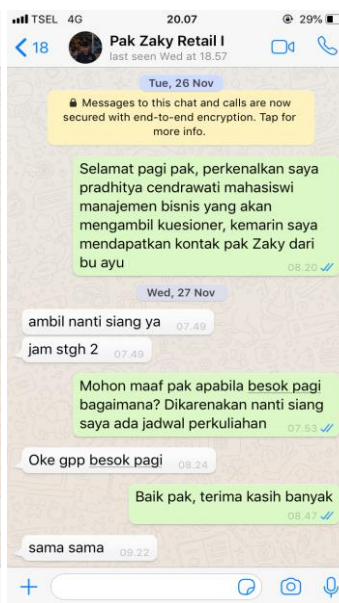 TSEL 4G 20.07 29%
18 Pak Zaky Retail I
last seen Wed at 18.57
Tue, 26 Nov
Messages to this chat and calls are now
secured with end-to-end encryption. Tap for
more info.
Selamat pagi pak, perkenalkan saya
pradhitya cendrawati mahasiswi
manajemen bisnis yang akan
mengambil kuesioner, kemarin saya
mendapatkan kontak pak Zaky dari
bu ayu
08.20
Wed, 27 Nov
ambil nanti siang ya 07.49
jam stgh 2 07.49
Mohon maaf pak apabila besok pagi
bagaimana? Dikarenakan nanti siang
saya ada jadwal perkuliahan 07.53
Oke gpp besok pagi 08.24
Baik pak, terima kasih banyak
08.47
sama sama 09.22